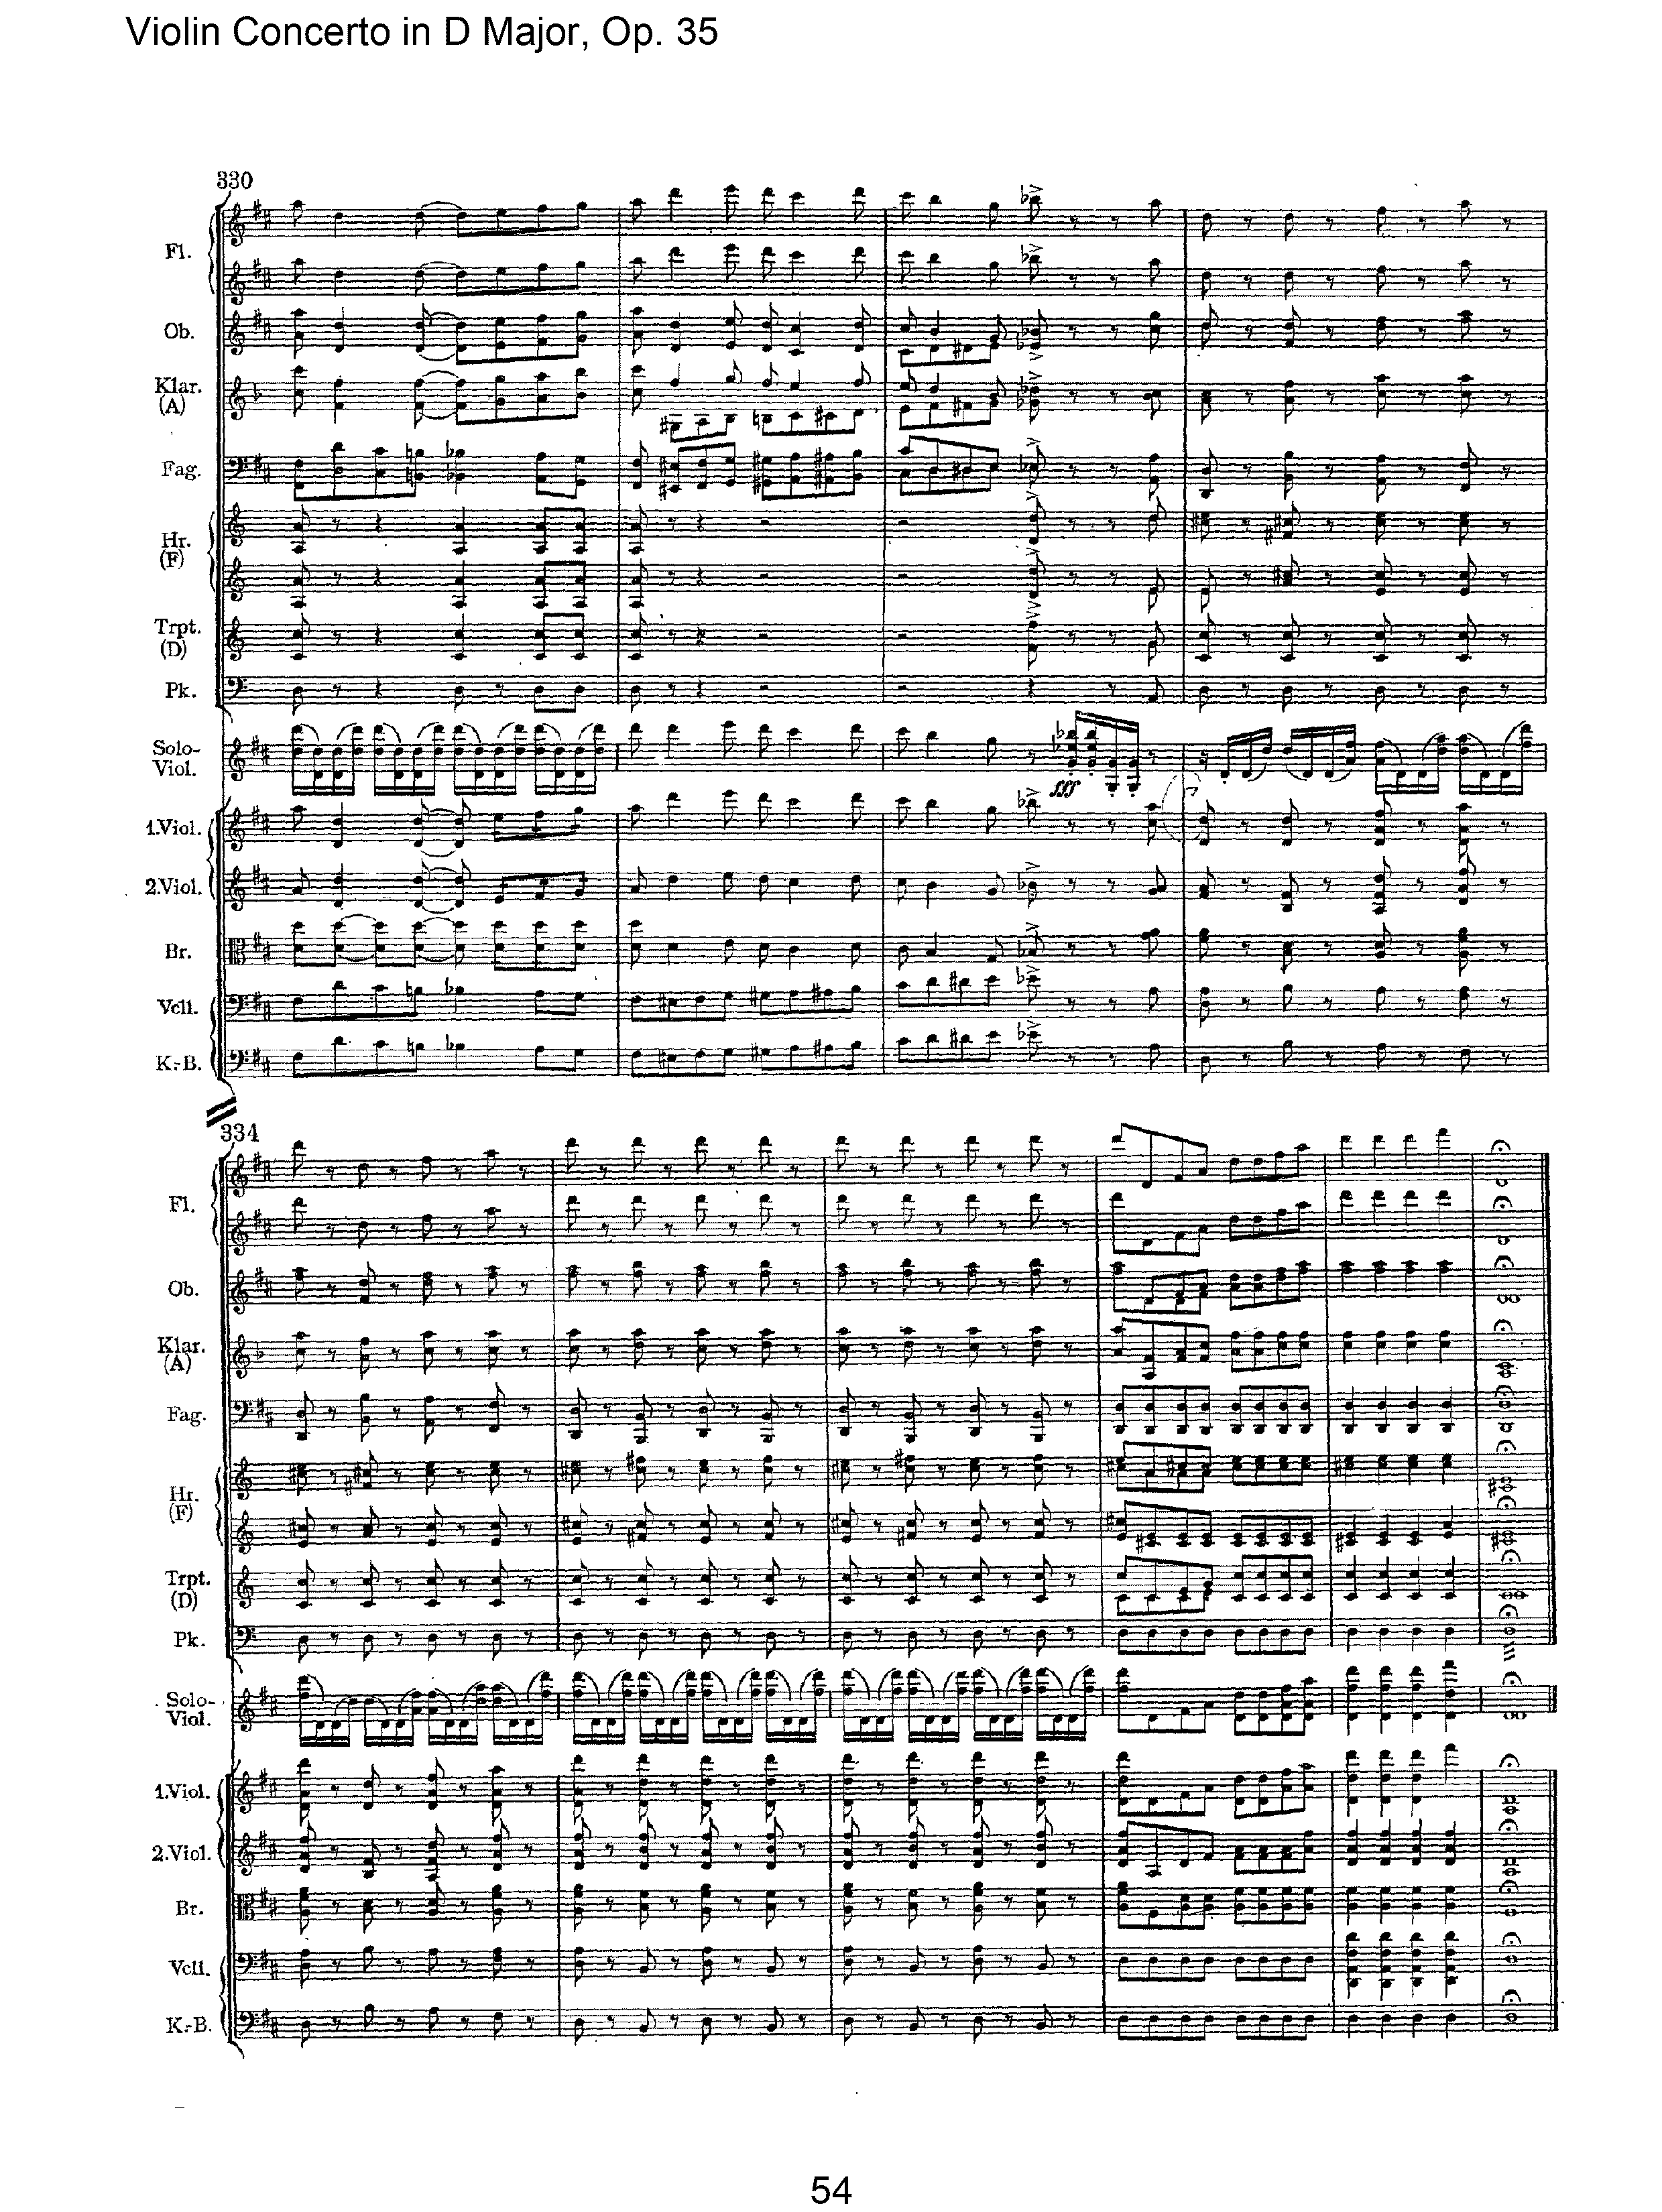 Violin Concerto in D Major, Op. 35
330
Fl.
Ob.
Klar.
(A)
Fag.
Hr.
(F)
Trpt.
(D)
Pk.
Solo-
Viol.
fff
1.Viol.
2.Viol.
Br.
Vcll.
K.-B.
334
Fl.
Ob.
Klar.
(A)
Fag.
Hr.
(F)
Trpt.
(D)
Pk.
Solo-
Viol.
1.Viol.
2.Viol.
Br.
Vcll.
K.-B.
54